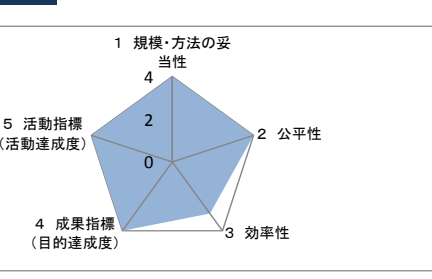 1 規模・方法の妥
当性
4
2
0
5 活動指標
(活動達成度)
2 公平性
4 成果指標
(目的達成度)
3 効率性